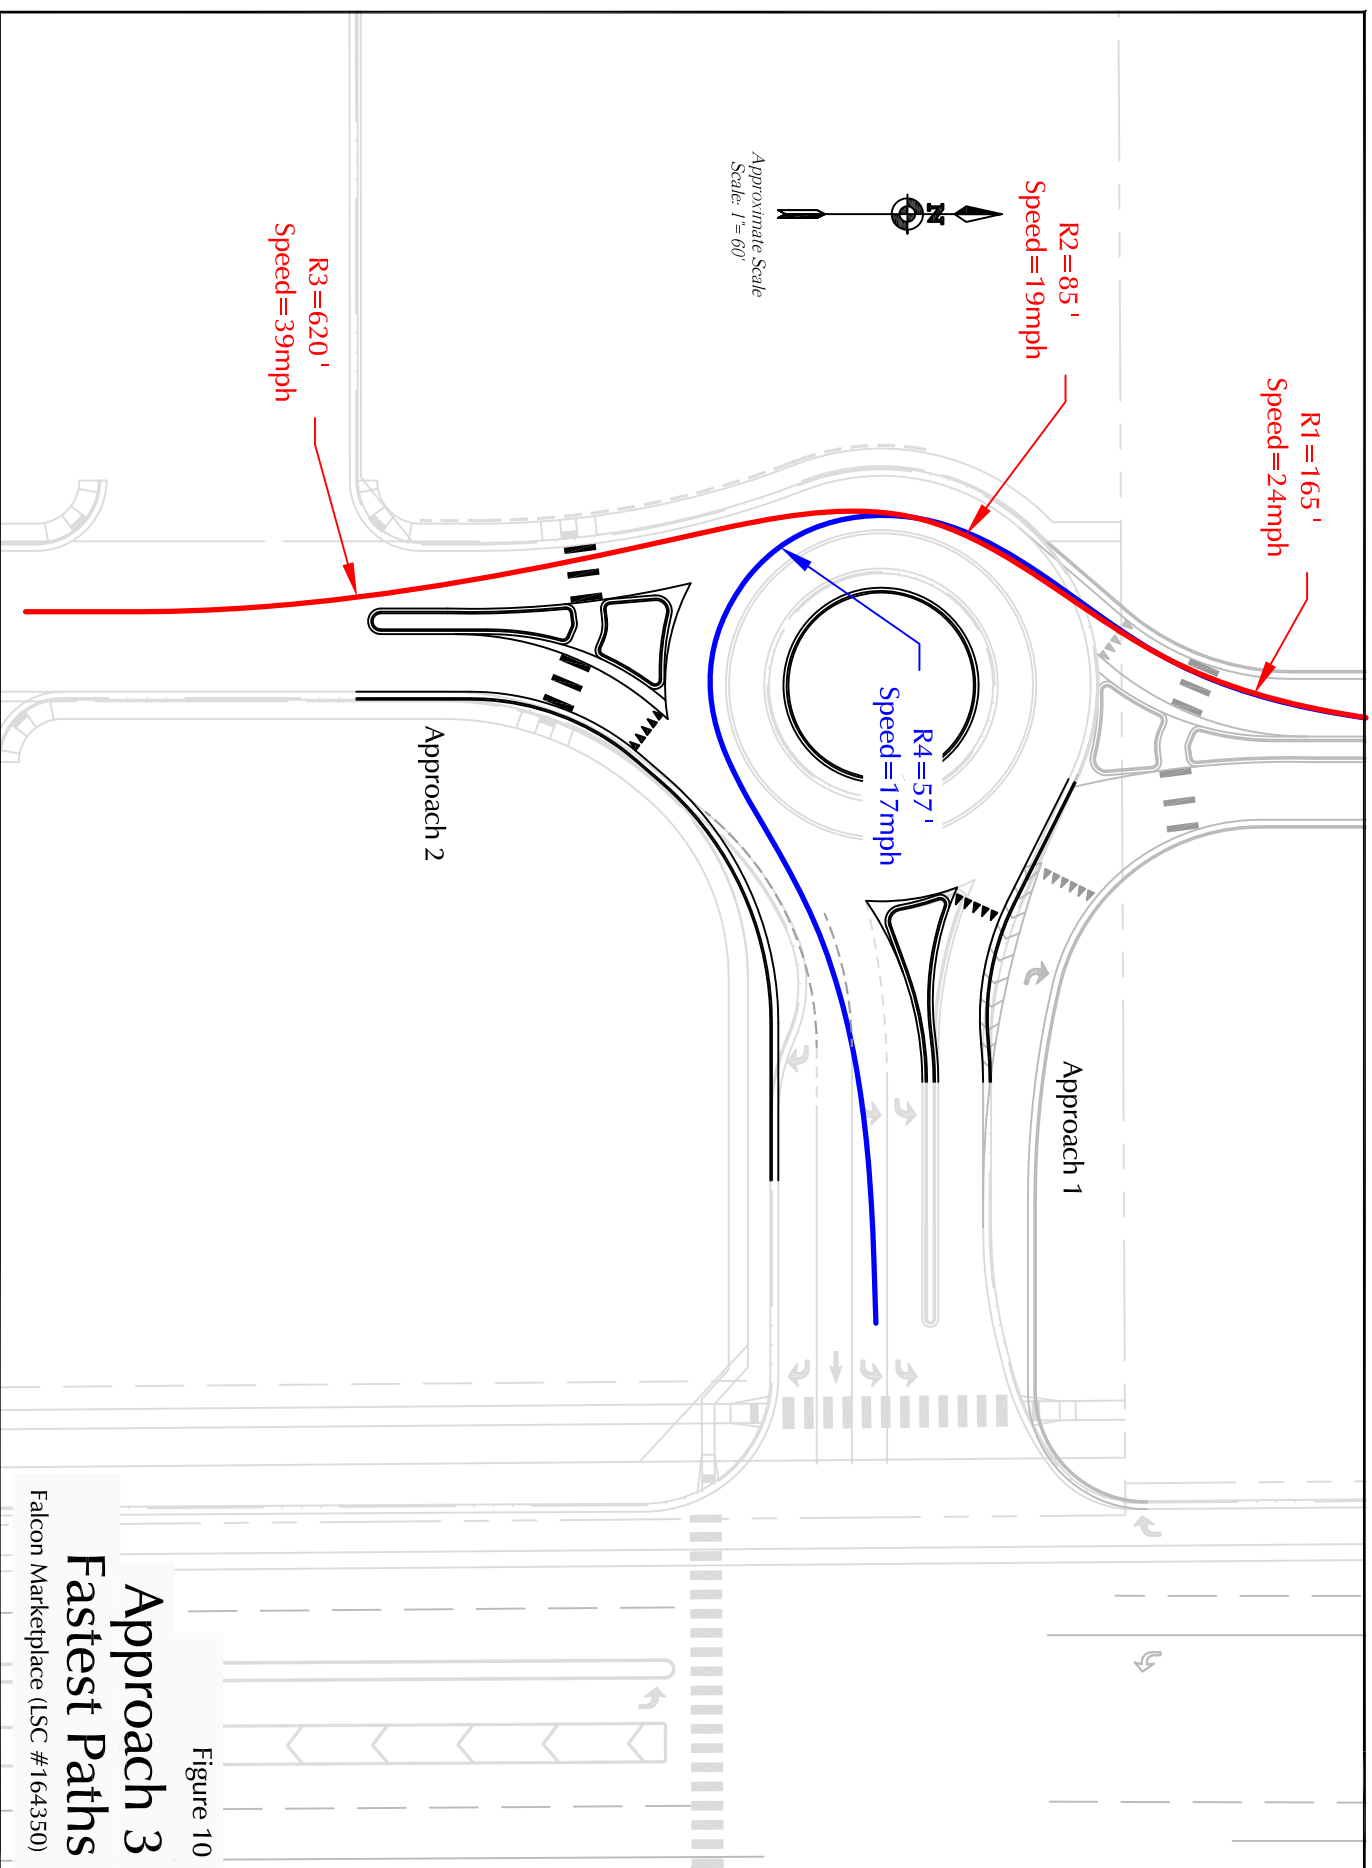 R1=165'
Speed=24mph
R2=85'
Speed=19mph
R3=620'
Speed=39mph
R4=57'
Speed=17mph
N
Approximate Scale
Scale: 1"= 60'
Approach 1
Approach 2
Figure 10
Approach 3
Fastest Paths
Falcon Marketplace (LSC #164350)